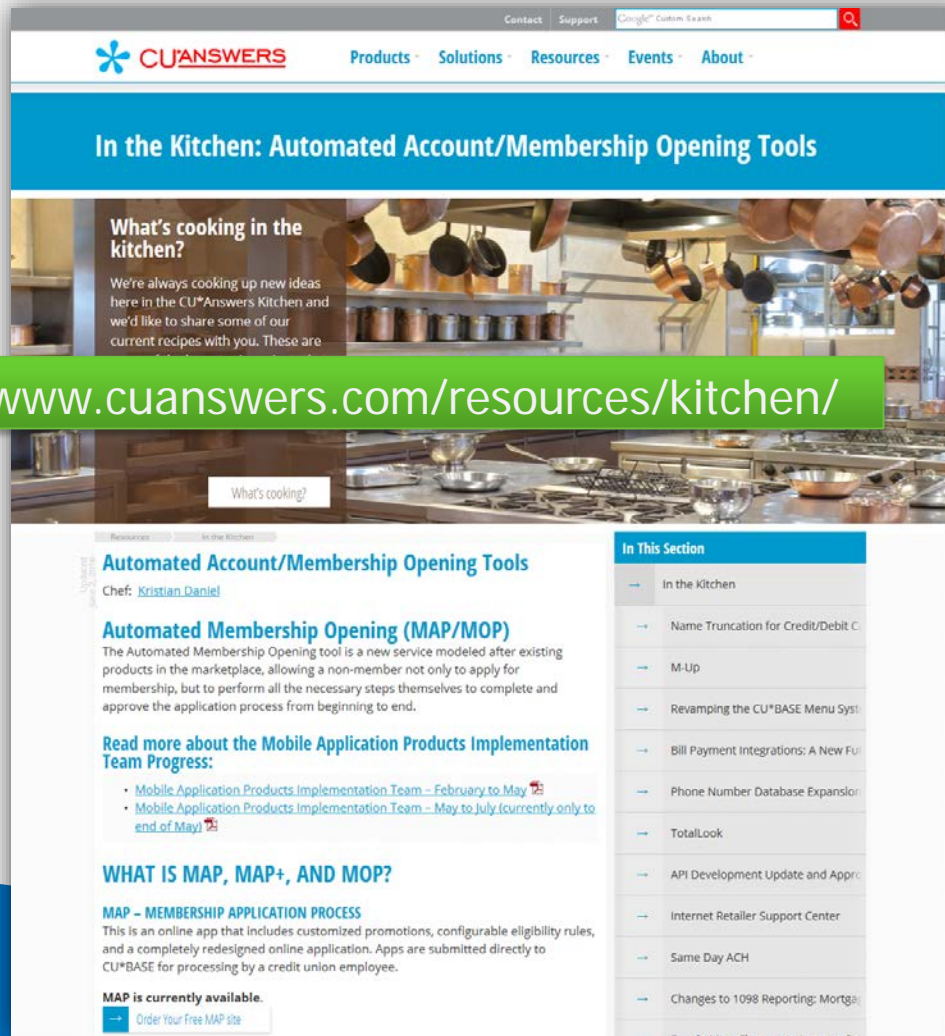 Contact Support Google™ Custom Search
CU*ANSWERS
Products Solutions Resources Events About
In the Kitchen: Automated Account/Membership Opening Tools
What's cooking in the
kitchen?
We're always cooking up new ideas
here in the CU*Answers Kitchen and
we'd like to share some of our
current recipes with you. These are
www.cuanswers.com/resources/kitchen/
What's cooking?
Resources In the Kitchen
Updated
June 2, 2016
Automated Account/Membership Opening Tools
Chef: Kristian Daniel
Automated Membership Opening (MAP/MOP)
The Automated Membership Opening tool is a new service modeled after existing
products in the marketplace, allowing a non-member not only to apply for
membership, but to perform all the necessary steps themselves to complete and
approve the application process from beginning to end.
Read more about the Mobile Application Products Implementation
Team Progress:
• Mobile Application Products Implementation Team – February to May
• Mobile Application Products Implementation Team – May to July (currently only to
end of May)
WHAT IS MAP, MAP+, AND MOP?
MAP – MEMBERSHIP APPLICATION PROCESS
This is an online app that includes customized promotions, configurable eligibility rules,
and a completely redesigned online application. Apps are submitted directly to
CU*BASE for processing by a credit union employee.
MAP is currently available.
→ Order Your Free MAP site
In This Section
→ In the Kitchen
→ Name Truncation for Credit/Debit C
→ M-Up
→ Revamping the CU*BASE Menu Syst
→ Bill Payment Integrations: A New Fu
→ Phone Number Database Expansion
→ TotalLook
→ API Development Update and Appro
→ Internet Retailer Support Center
→ Same Day ACH
→ Changes to 1098 Reporting: Mortgag